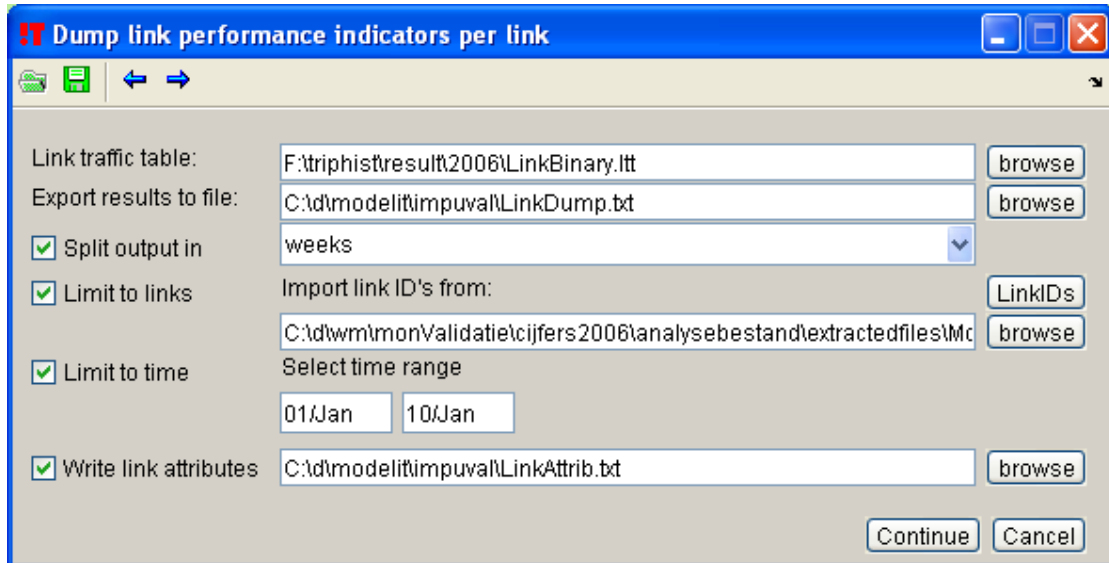 !T Dump link performance indicators per link
Link traffic table: F:\triphist\result\2006\LinkBinary.ltt browse
Export results to file: C:\d\modelit\impuval\LinkDump.txt browse
Split output in weeks
Limit to links Import link ID's from: LinkIDs
C:\d\wm\monValidatie\cijfers2006\analysebestand\extractedfiles\Mc browse
Limit to time Select time range
01/Jan 10/Jan
Write link attributes C:\d\modelit\impuval\LinkAttrib.txt browse
Continue Cancel